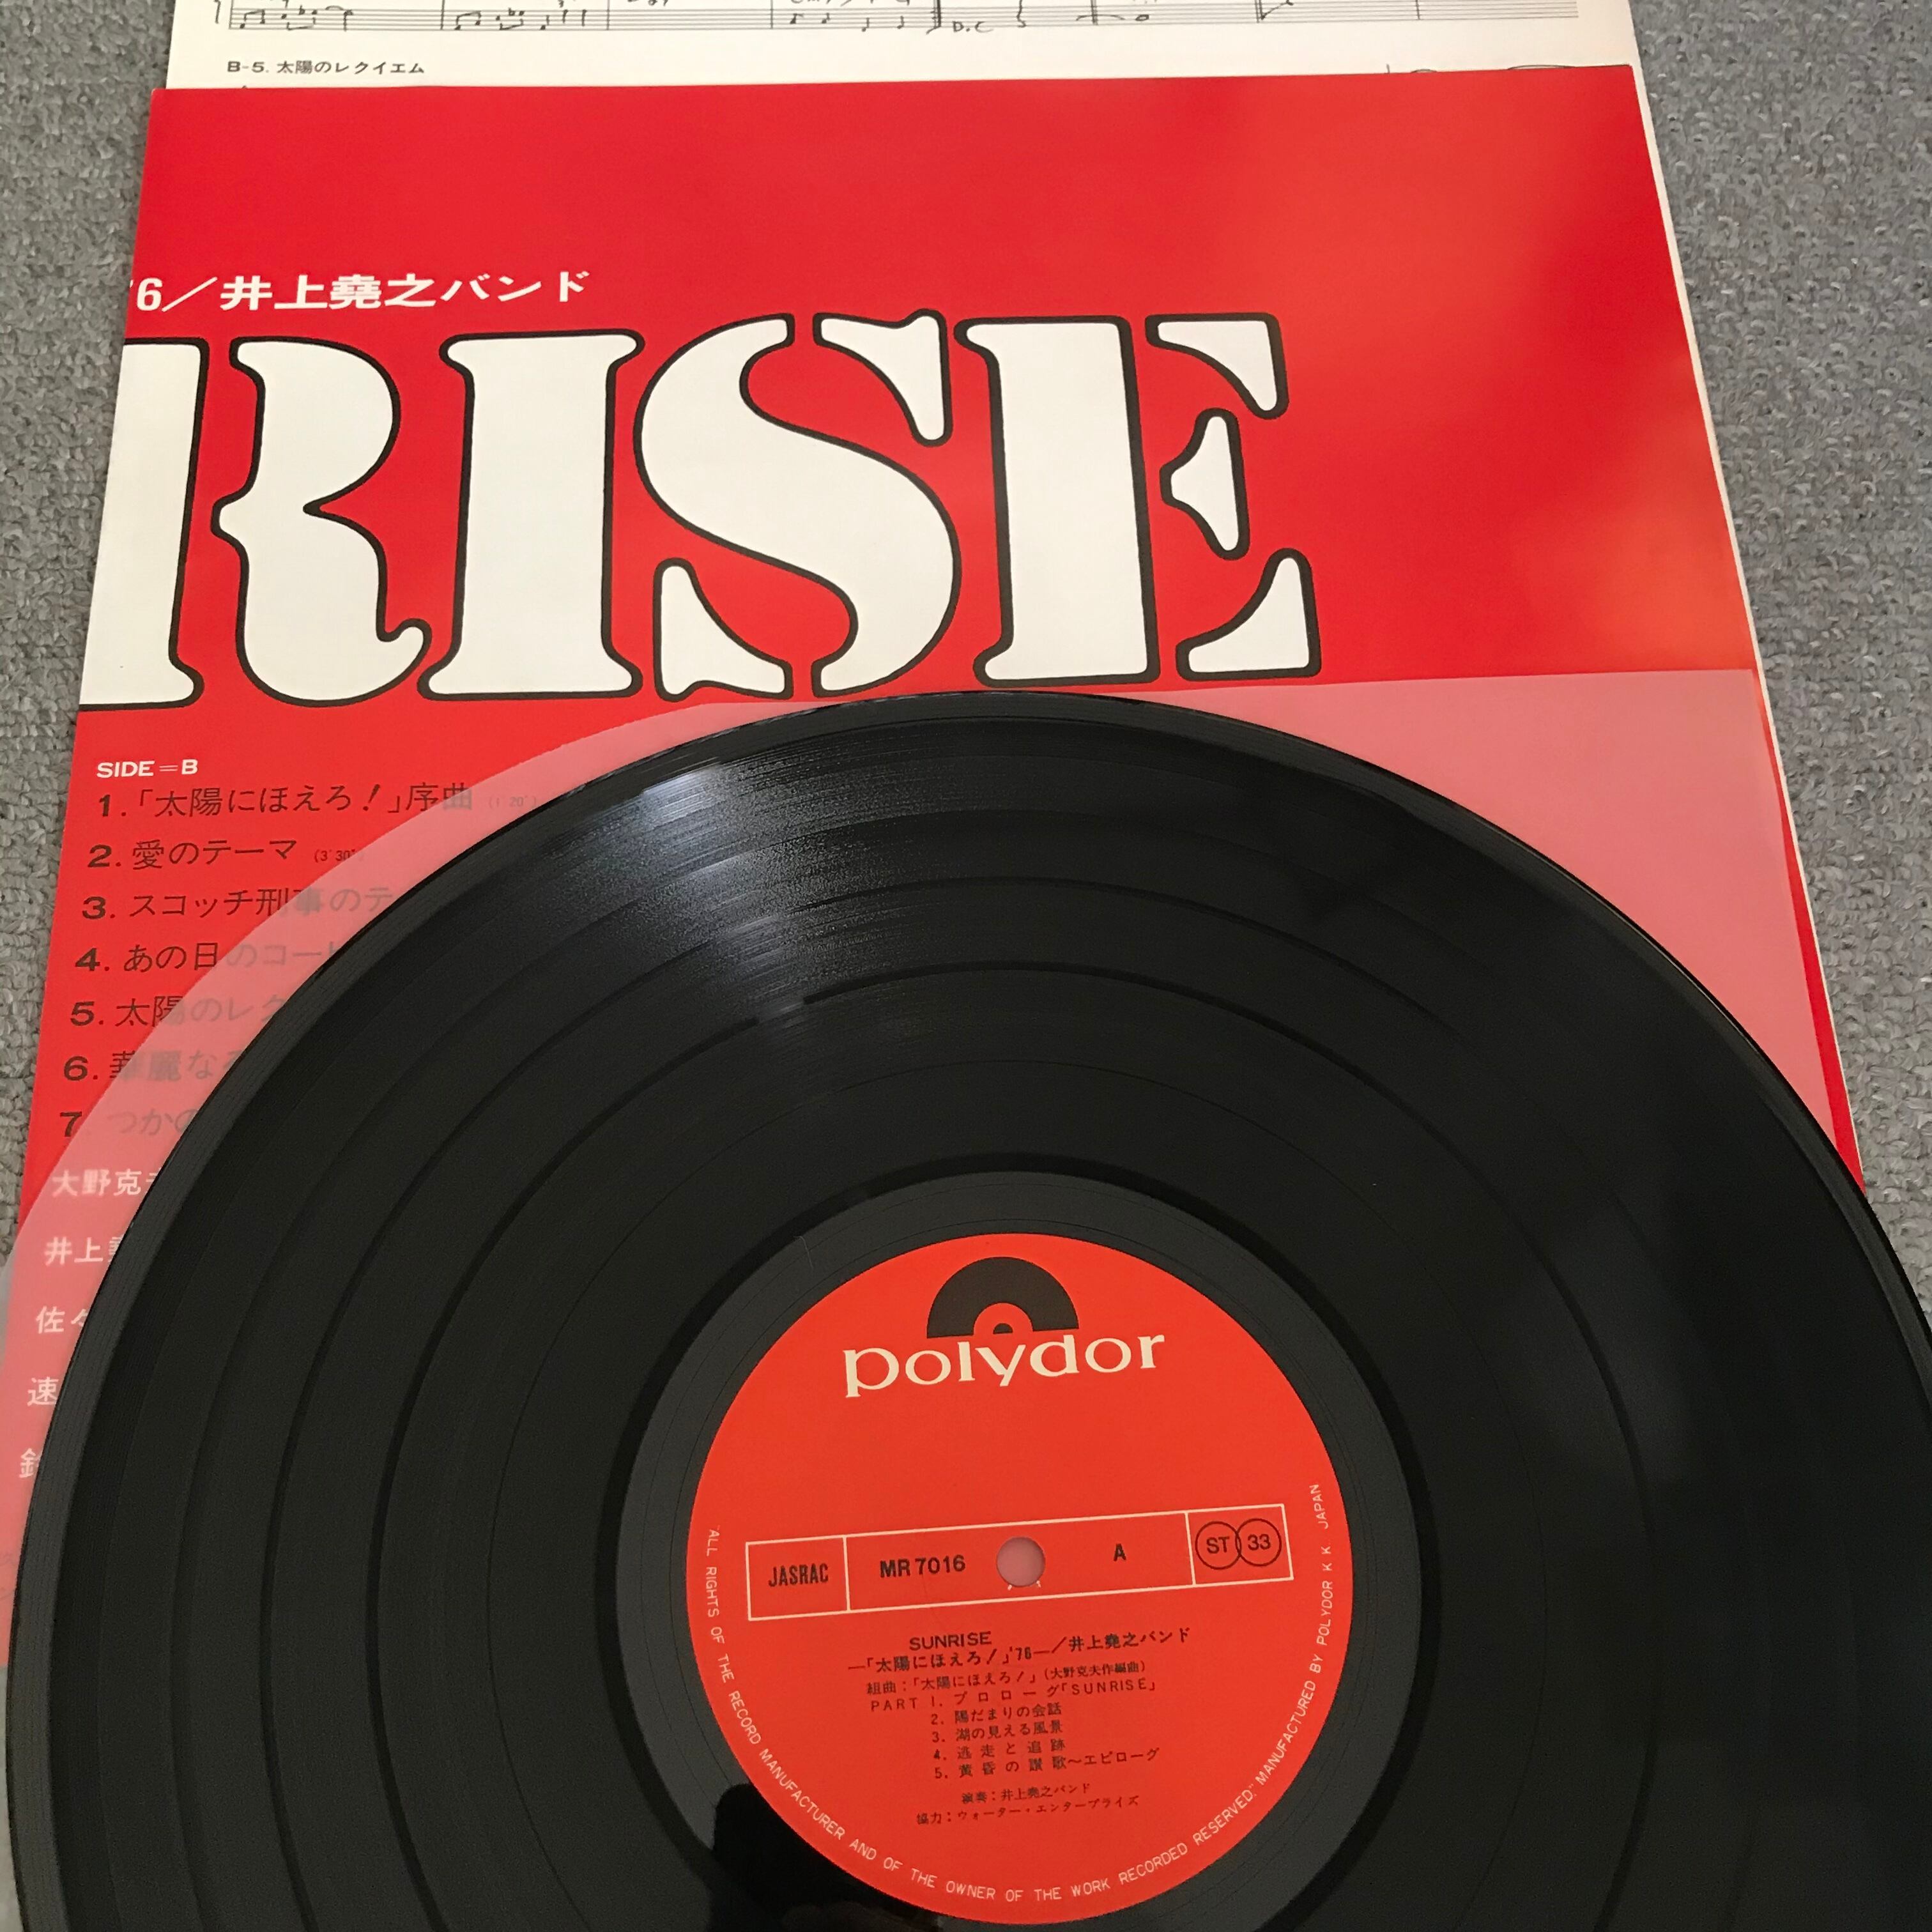 D.C
B-5. 太陽のレクイエム
'6／井上堯之バンド
RISE
SIDE＝B
1.「太陽にほえろ！」序曲 (1'20")
2. 愛のテーマ (3'30")
3. スコッチ刑事のテ
4. あの日のコー
5. 太陽のレク
6. 華麗な
7. つかの
大野克
井上
佐々
速
polydor
JASRAC MR 7016 A ST 33
SUNRISE
—「太陽にほえろ！」'76—／井上堯之バンド
組曲：「太陽にほえろ！」（大野克夫作編曲）
PART 1. プロローグ「SUNRISE」
2. 陽だまりの会話
3. 湖の見える風景
4. 逃走と追跡
5. 黄昏の讃歌～エピローグ
演奏：井上堯之バンド
協力：ウォーター・エンタープライズ
"ALL RIGHTS OF THE RECORD MANUFACTURER AND OF THE OWNER OF THE WORK RECORDED RESERVED." MANUFACTURED BY POLYDOR K K JAPAN